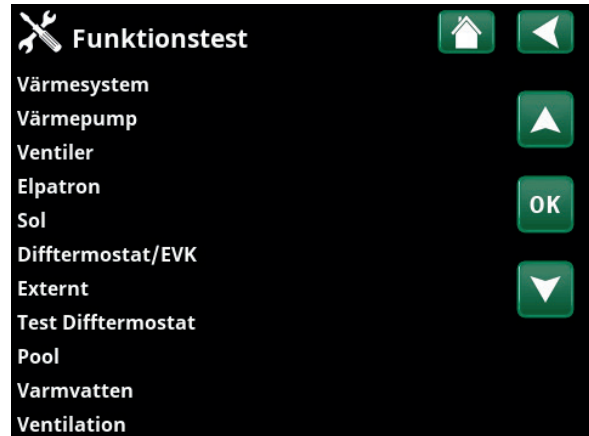 Funktionstest
Värmesystem
Värmepump
Ventiler
Elpatron
OK
Sol
Difftermostat/EVK
Externt
Test Difftermostat
Pool
Varmvatten
Ventilation